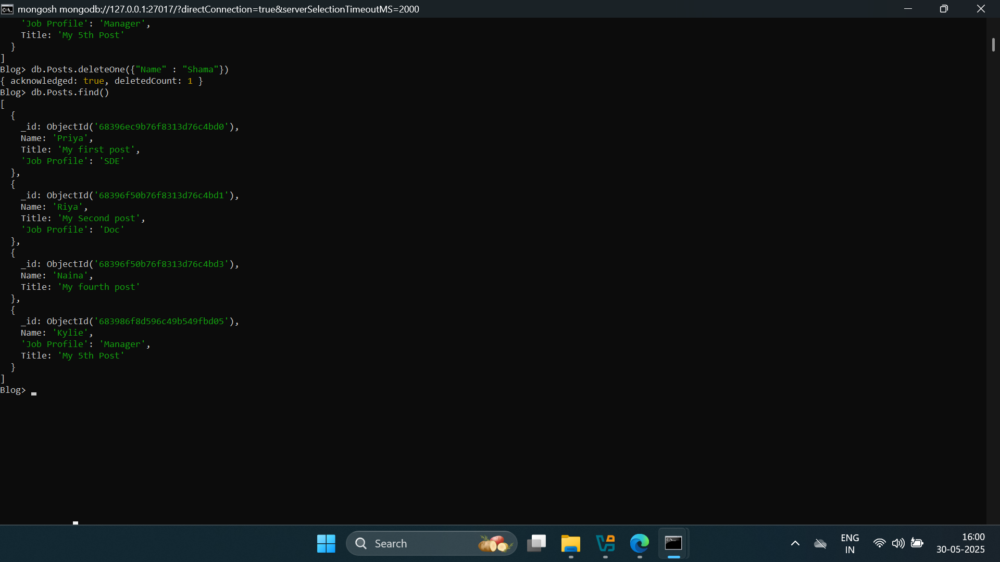 mongosh mongodb://127.0.0.1:27017/?directConnection=true&serverSelectionTimeoutMS=2000
    'Job Profile': 'Manager',
    Title: 'My 5th Post'
  }
]
Blog> db.Posts.deleteOne({"Name" : "Shama"})
{ acknowledged: true, deletedCount: 1 }
Blog> db.Posts.find()
[
  {
    _id: ObjectId('68396ec9b76f8313d76c4bd0'),
    Name: 'Priya',
    Title: 'My first post',
    'Job Profile': 'SDE'
  },
  {
    _id: ObjectId('68396f50b76f8313d76c4bd1'),
    Name: 'Riya',
    Title: 'My Second post',
    'Job Profile': 'Doc'
  },
  {
    _id: ObjectId('68396f50b76f8313d76c4bd3'),
    Name: 'Naina',
    Title: 'My fourth post'
  },
  {
    _id: ObjectId('683986f8d596c49b549fbd05'),
    Name: 'Kylie',
    'Job Profile': 'Manager',
    Title: 'My 5th Post'
  }
]
Blog>
Search
ENG
IN
16:00
30-05-2025